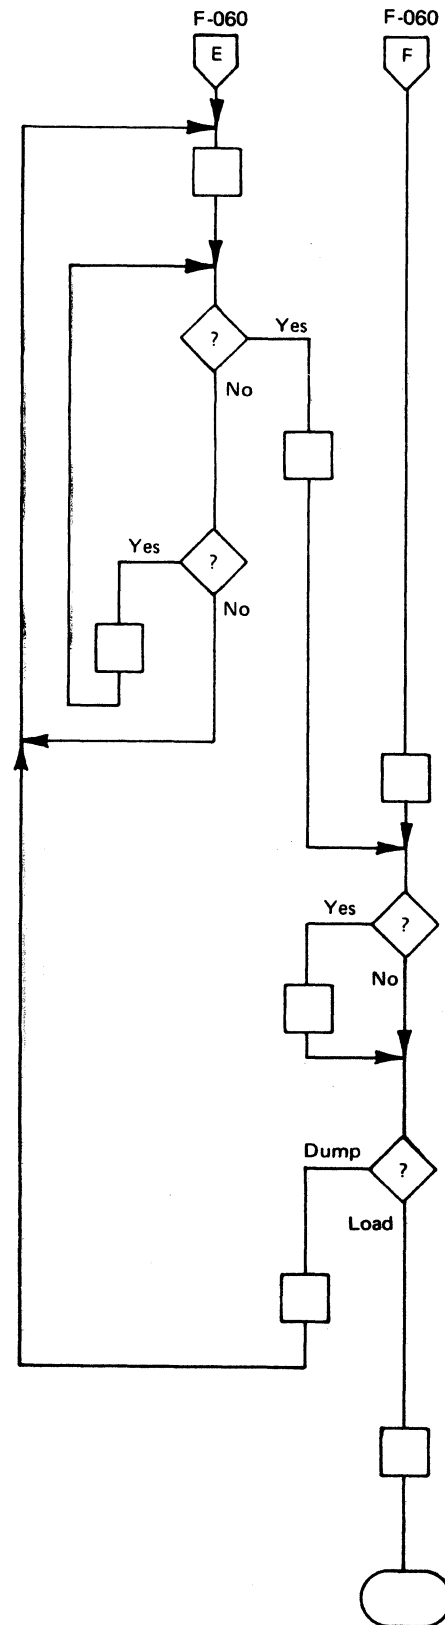 F-060 F-060
E F
? Yes
No
Yes ?
No
Yes ?
No
Dump ?
Load